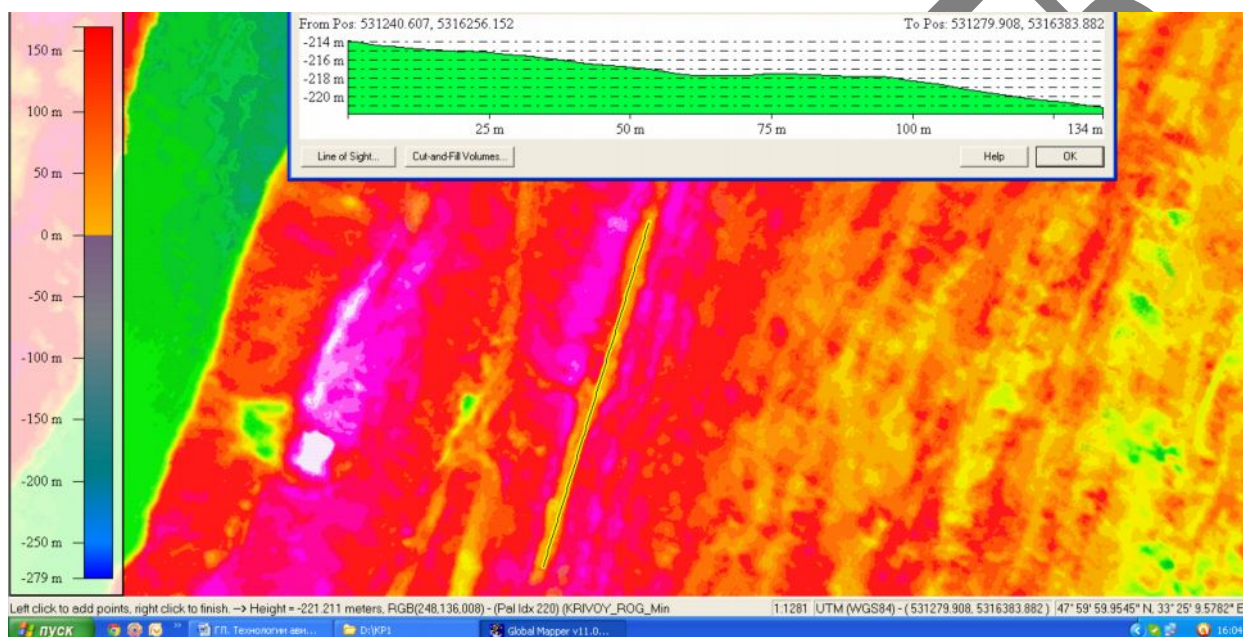 From Pos: 531240.607, 5316256.152 To Pos: 531279.908, 5316383.882
-214 m
-216 m
-218 m
-220 m
25 m 50 m 75 m 100 m 134 m
Line of Sight... Cut-and-Fill Volumes... Help OK
150 m
100 m
50 m
0 m
-50 m
-100 m
-150 m
-200 m
-250 m
-279 m
Left click to add points, right click to finish. --> Height = -221.211 meters, RGB(248,136,008) - (Pal Idx 220) (KRIVOY_ROG_Min 1:1281 UTM (WGS84) - ( 531279.908, 5316383.882 ) 47° 59' 59.9545" N, 33° 25' 9.5782" E
пуск ГП. Технологии ави... D:\KP1 Global Mapper v11.0... 16:04